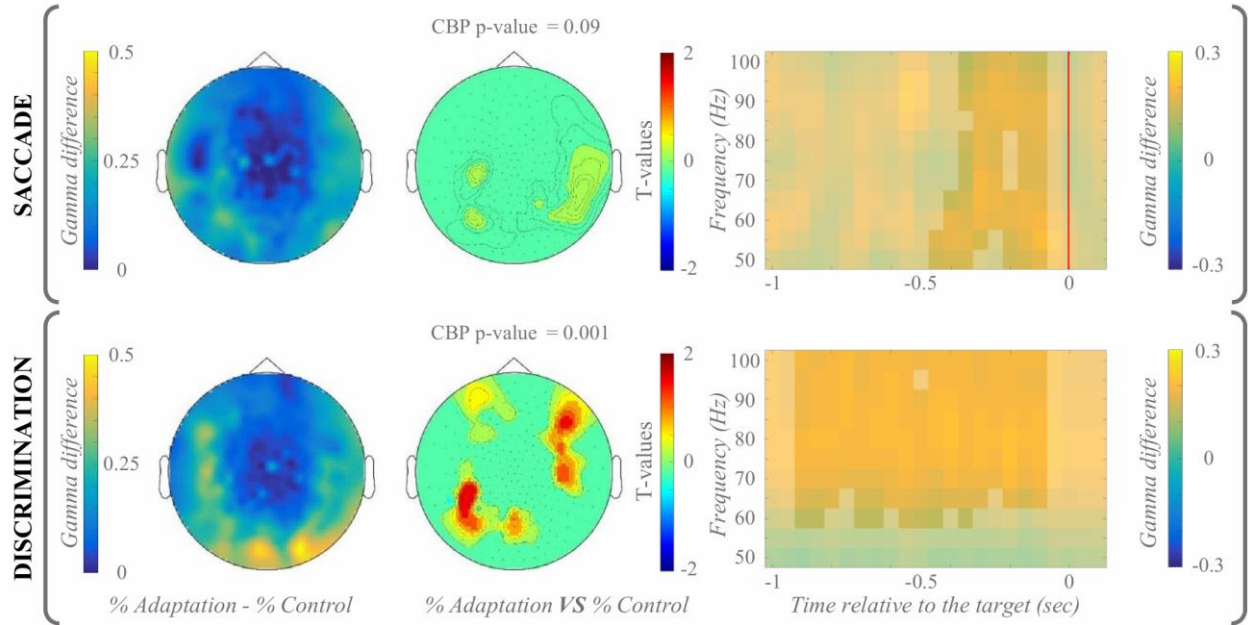 SACCADE
CBP p-value = 0.09
Gamma difference
0.5
0.25
0
T-values
2
0
-2
Frequency (Hz)
100
90
80
70
60
50
-1
-0.5
0
Gamma difference
0.3
0
-0.3
DISCRIMINATION
CBP p-value = 0.001
Gamma difference
0.5
0.25
0
T-values
2
0
-2
Frequency (Hz)
100
90
80
70
60
50
-1
-0.5
0
Gamma difference
0.3
0
-0.3
% Adaptation - % Control
% Adaptation VS % Control
Time relative to the target (sec)